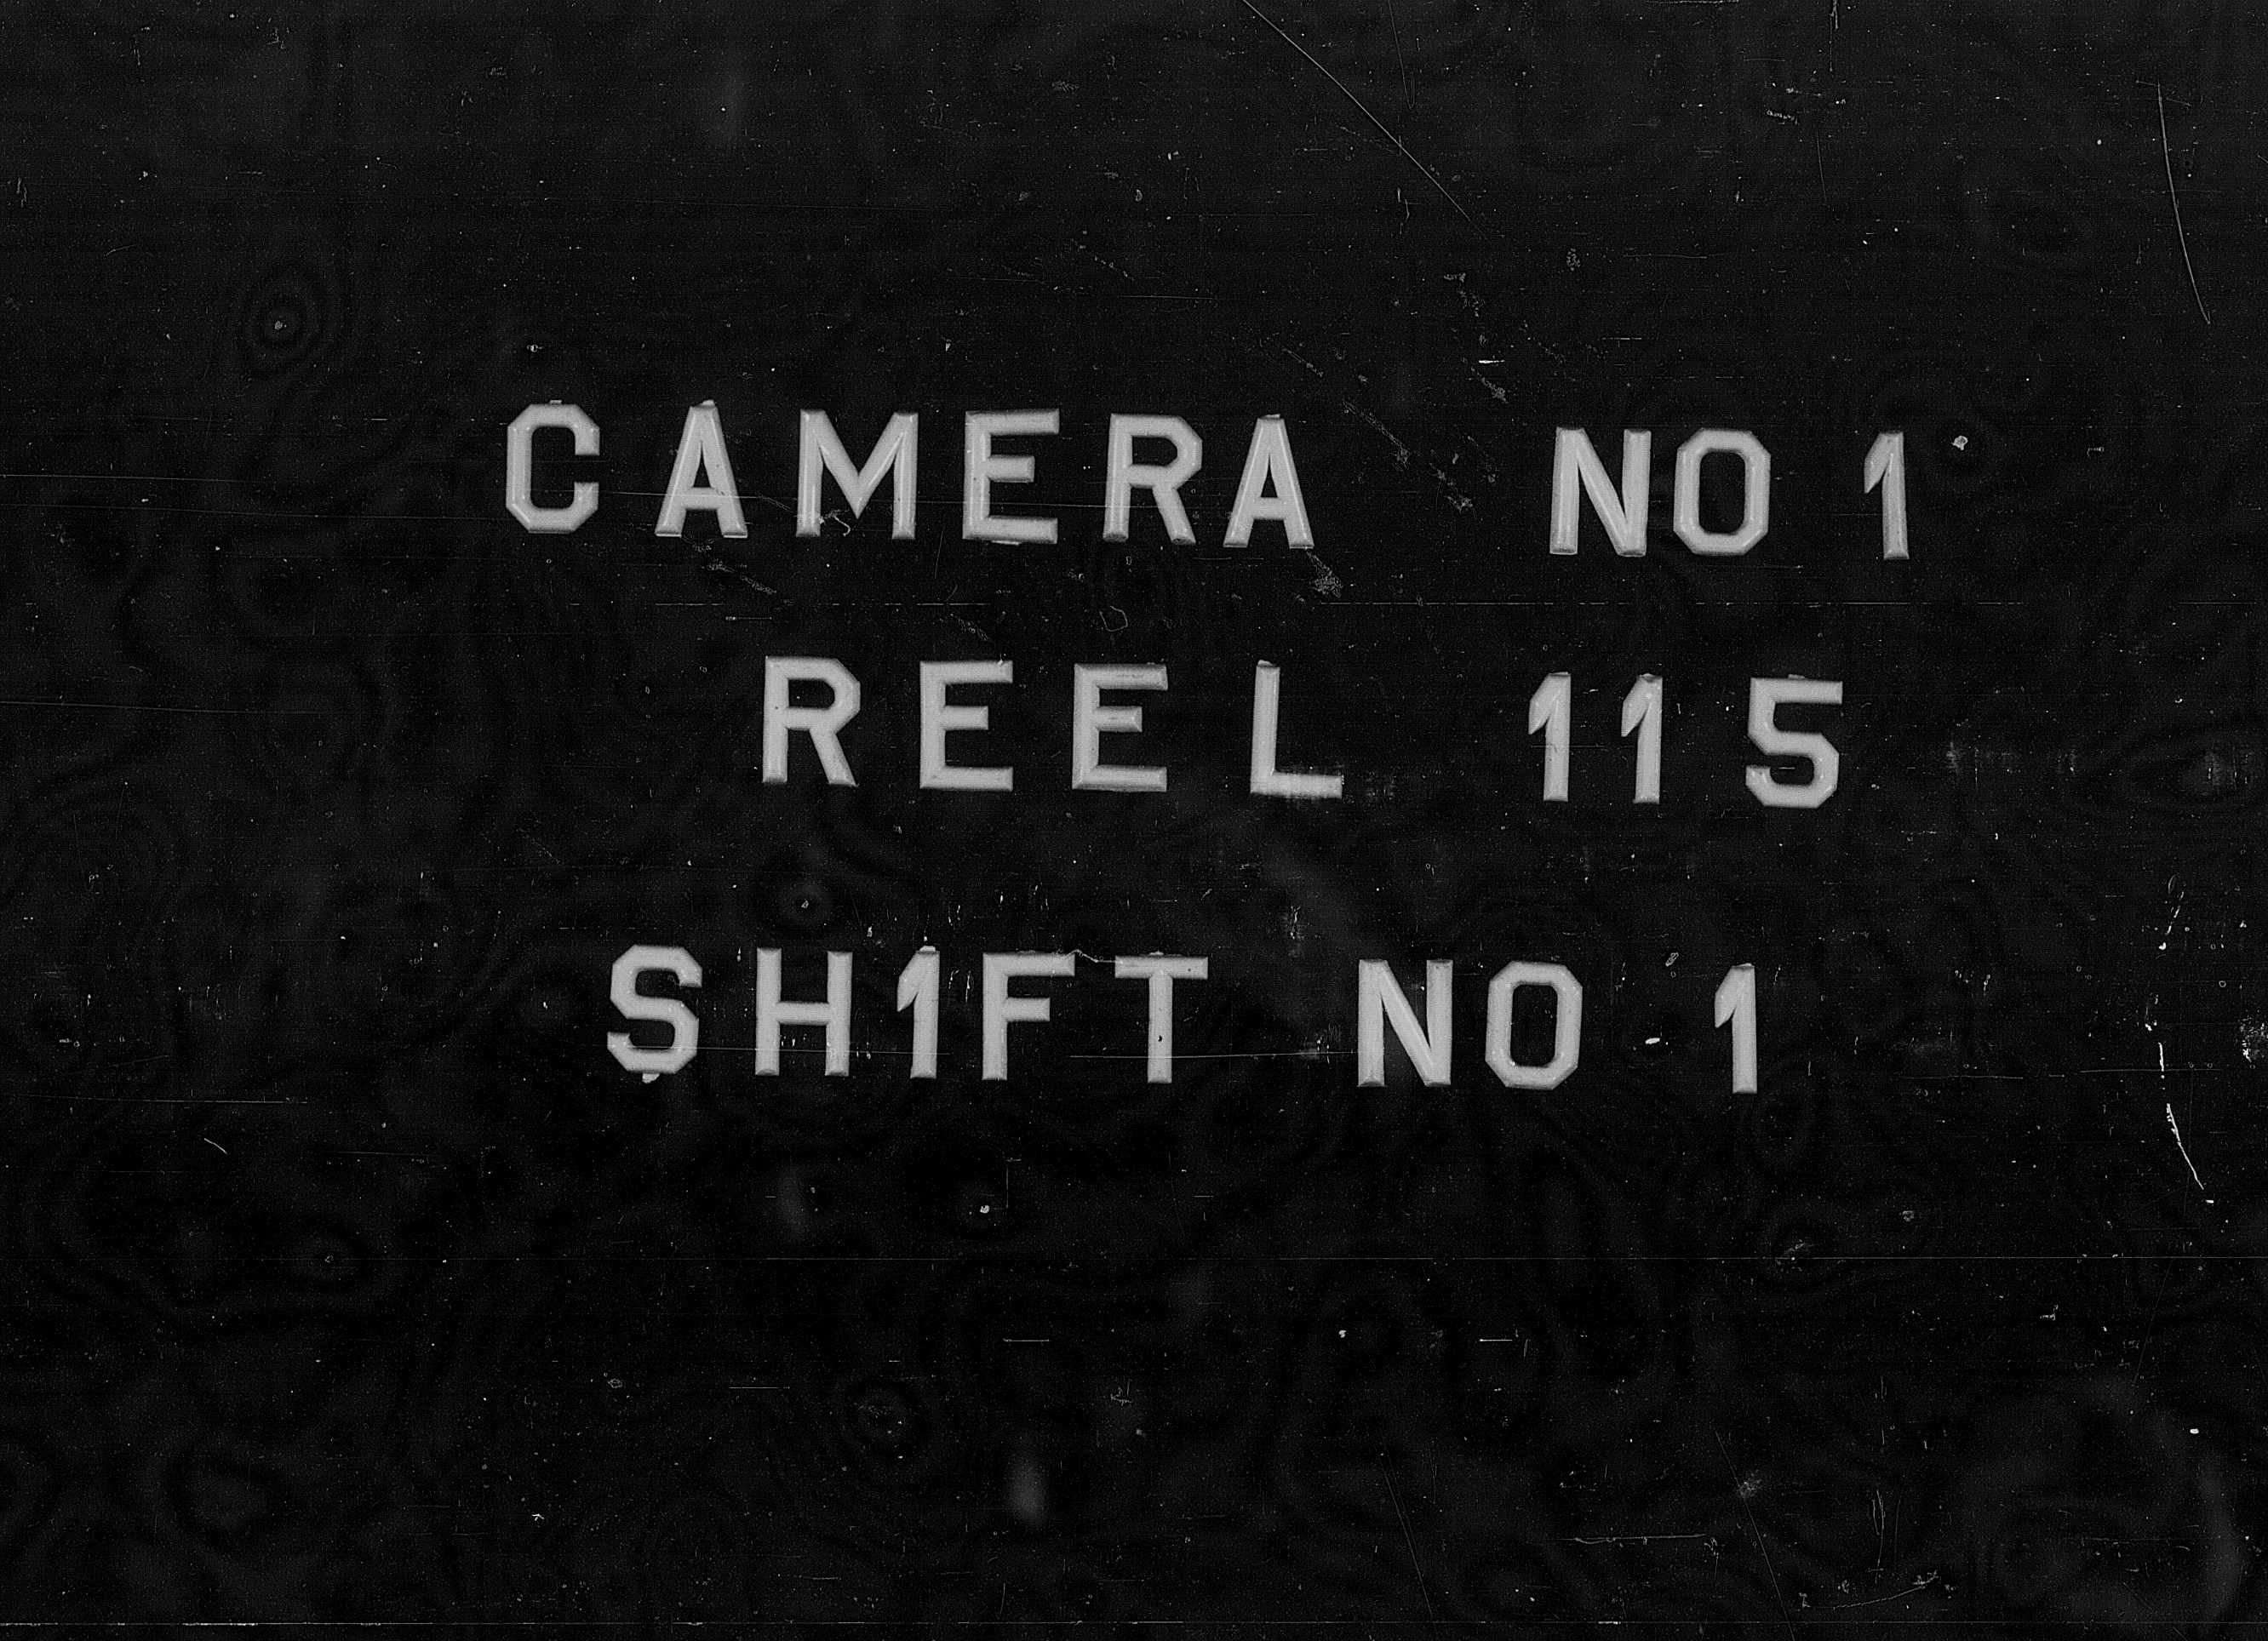 CAMERA NO 1
REEL 115
SH1FT NO 1